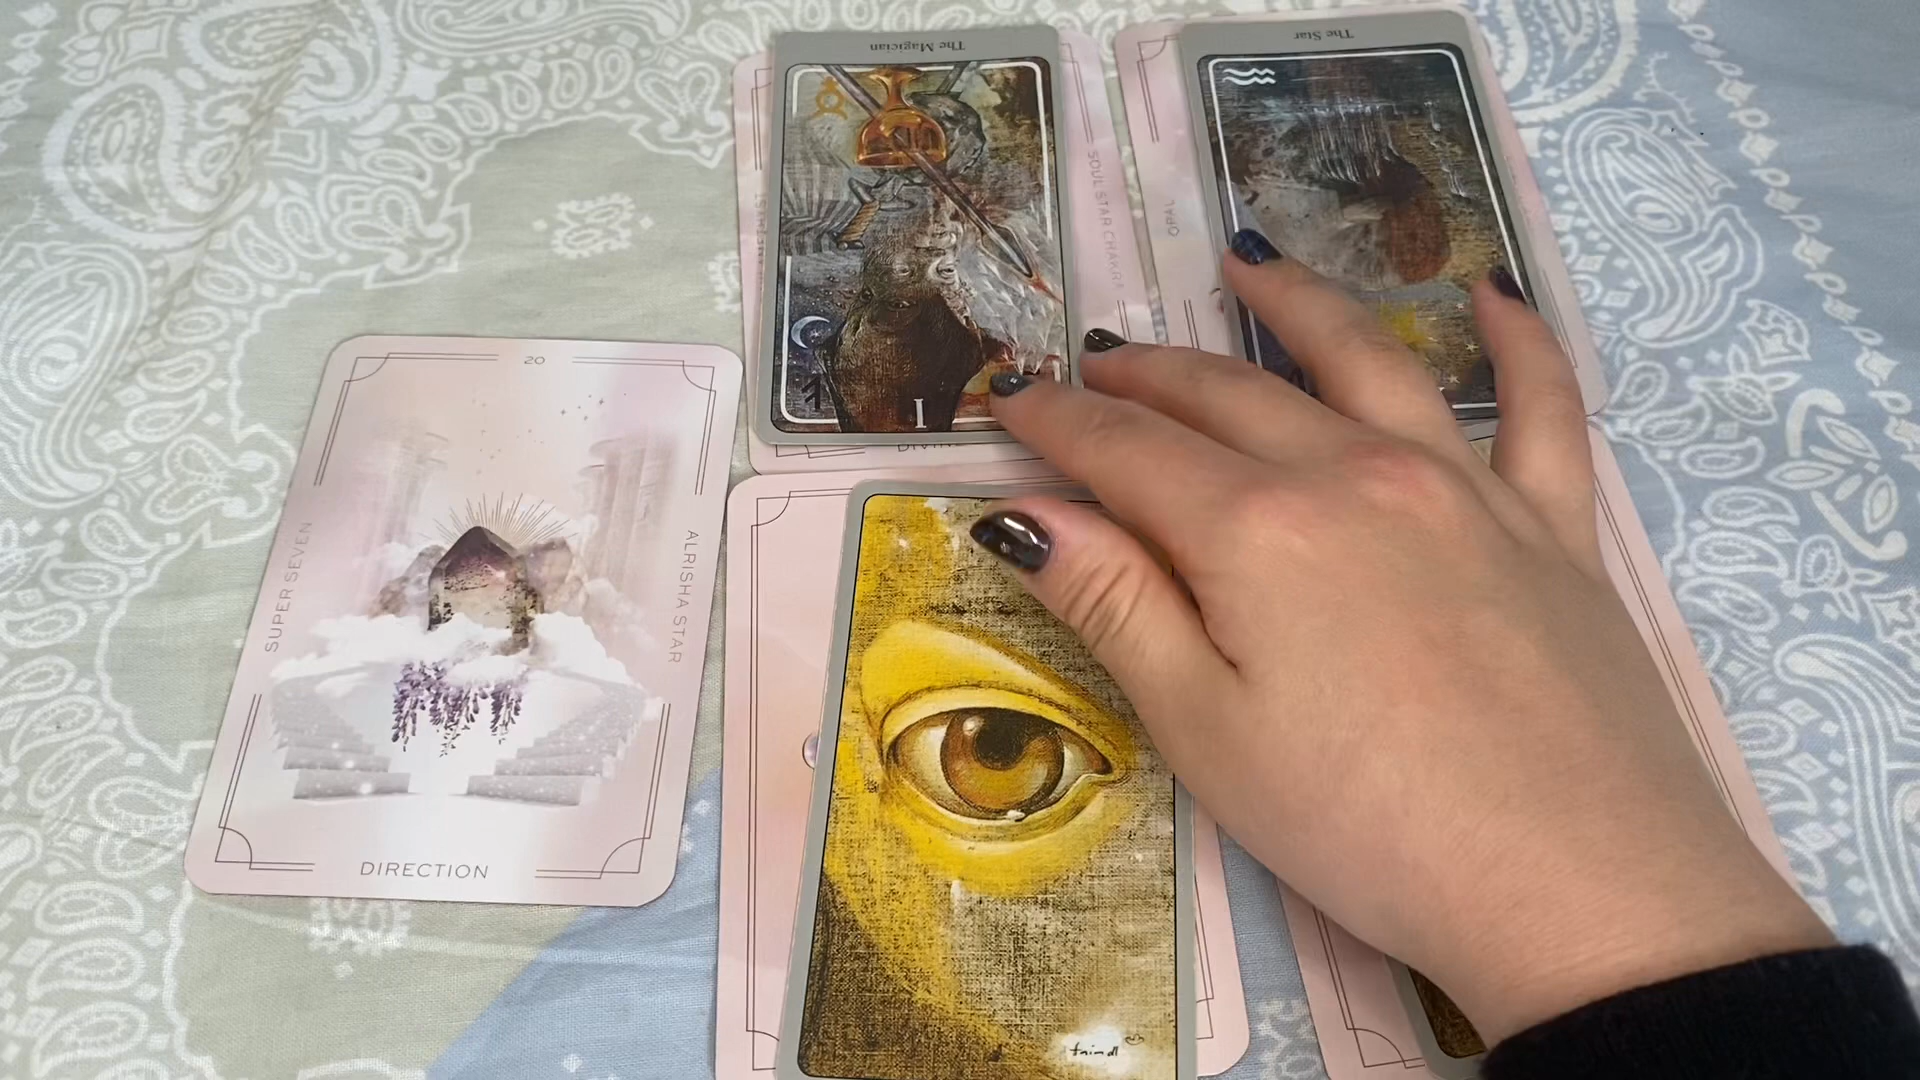 The Magician
The Star
SOUL STAR CHAKRA
OPAL
I
20
SUPER SEVEN
ALRISHA STAR
DIRECTION